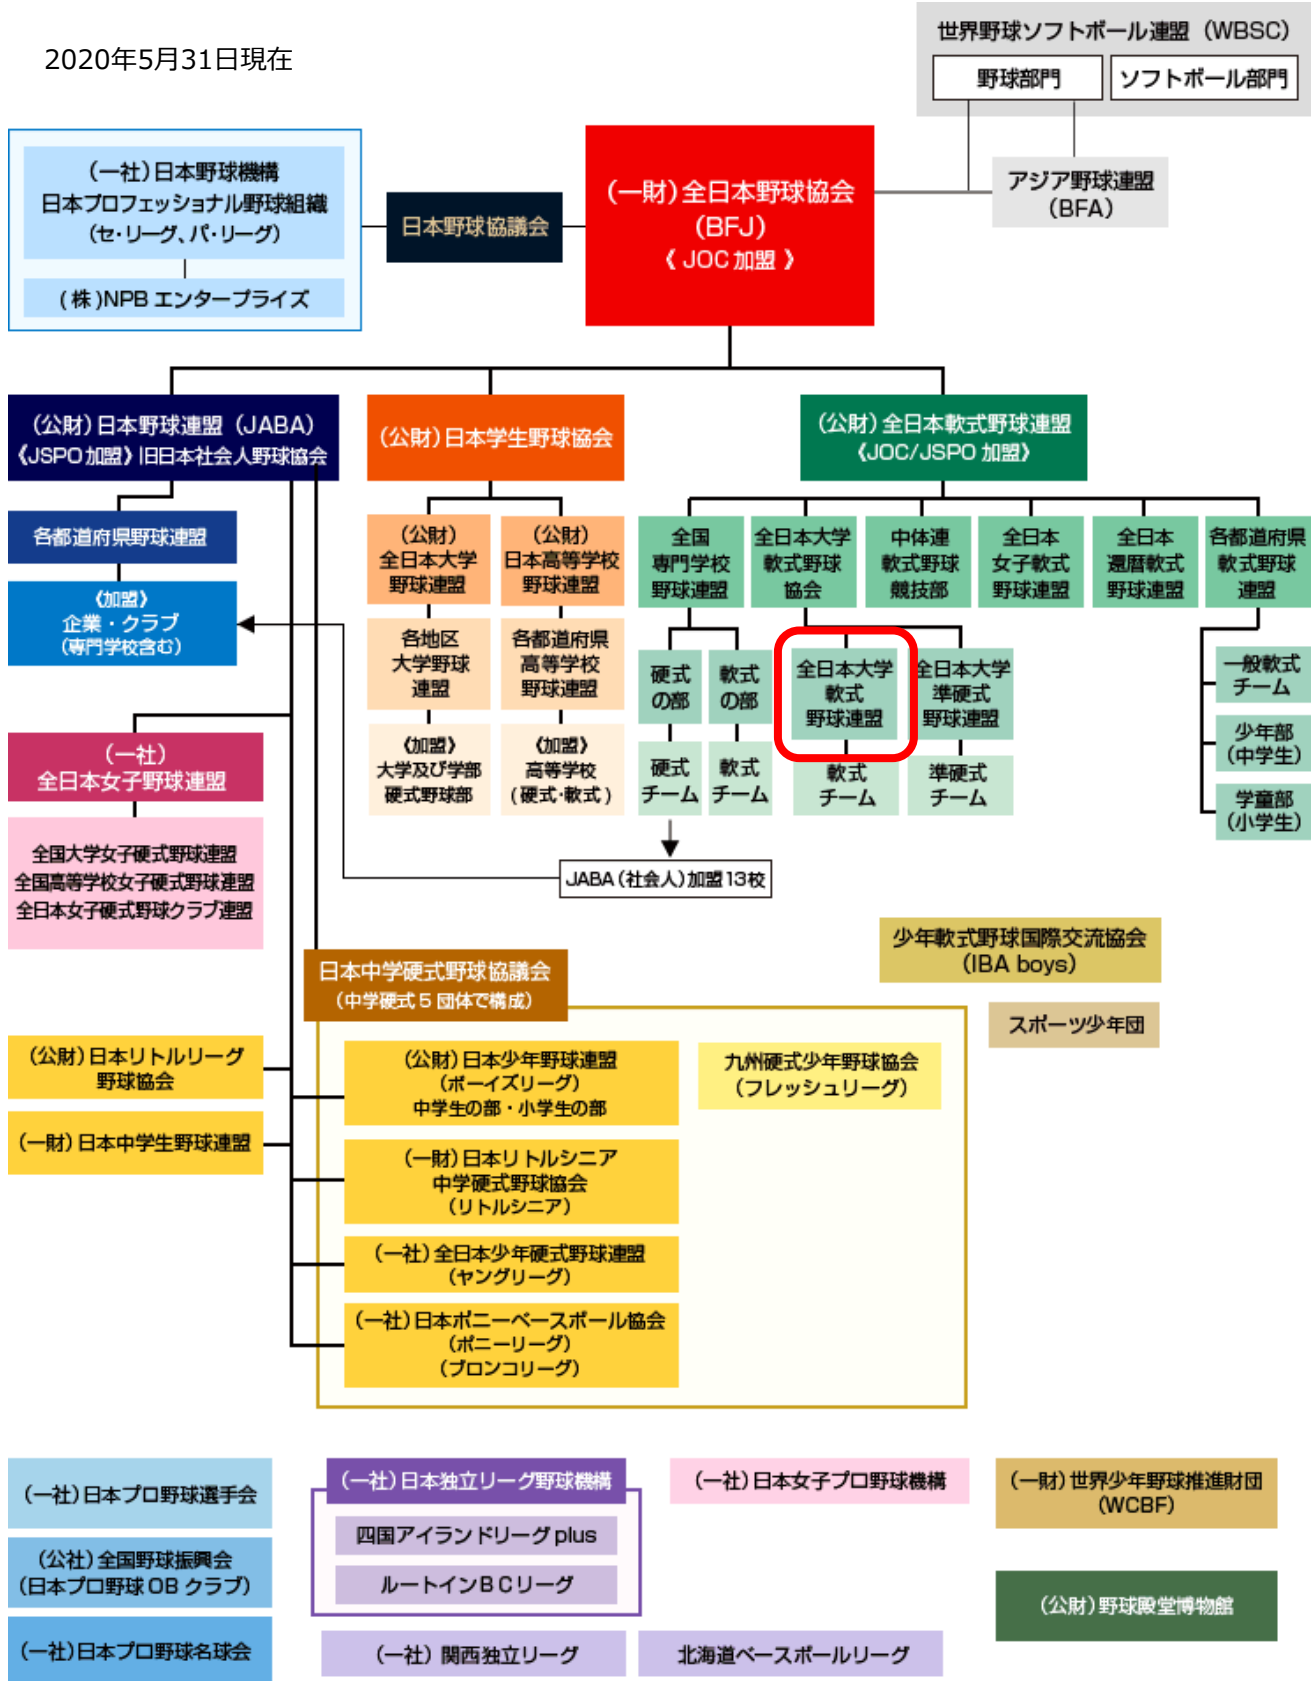 2020年5月31日現在
世界野球ソフトボール連盟（WBSC）
野球部門
ソフトボール部門
アジア野球連盟
（BFA）
（一社）日本野球機構
日本プロフェッショナル野球組織
（セ・リーグ、パ・リーグ）
（株）NPBエンタープライズ
日本野球協議会
（一財）全日本野球協会
（BFJ）
《 JOC加盟 》
（公財）日本野球連盟（JABA）
《JSPO加盟》旧日本社会人野球協会
（公財）日本学生野球協会
（公財）全日本軟式野球連盟
《JOC/JSPO 加盟》
各都道府県野球連盟
《加盟》
企業・クラブ
（専門学校含む）
（公財）
全日本大学
野球連盟
（公財）
日本高等学校
野球連盟
各地区
大学野球
連盟
各都道府県
高等学校
野球連盟
《加盟》
大学及び学部
硬式野球部
《加盟》
高等学校
（硬式・軟式）
全国
専門学校
野球連盟
全日本大学
軟式野球
協会
中体連
軟式野球
競技部
全日本
女子軟式
野球連盟
全日本
還暦軟式
野球連盟
各都道府県
軟式野球
連盟
硬式
の部
軟式
の部
全日本大学
軟式
野球連盟
全日本大学
準硬式
野球連盟
硬式
チーム
軟式
チーム
軟式
チーム
準硬式
チーム
一般軟式
チーム
少年部
（中学生）
学童部
（小学生）
JABA（社会人）加盟13校
（一社）
全日本女子野球連盟
全国大学女子硬式野球連盟
全国高等学校女子硬式野球連盟
全日本女子硬式野球クラブ連盟
少年軟式野球国際交流協会
（IBA boys）
スポーツ少年団
日本中学硬式野球協議会
（中学硬式5団体で構成）
（公財）日本リトルリーグ
野球協会
（一財）日本中学生野球連盟
（公財）日本少年野球連盟
（ボーイズリーグ）
中学生の部・小学生の部
九州硬式少年野球協会
（フレッシュリーグ）
（一財）日本リトルシニア
中学硬式野球協会
（リトルシニア）
（一社）全日本少年硬式野球連盟
（ヤングリーグ）
（一社）日本ポニーベースボール協会
（ポニーリーグ）
（ブロンコリーグ）
（一社）日本プロ野球選手会
（公社）全国野球振興会
（日本プロ野球OBクラブ）
（一社）日本プロ野球名球会
（一社）日本独立リーグ野球機構
四国アイランドリーグplus
ルートインBCリーグ
（一社）関西独立リーグ
北海道ベースボールリーグ
（一社）日本女子プロ野球機構
（一財）世界少年野球推進財団
（WCBF）
（公財）野球殿堂博物館